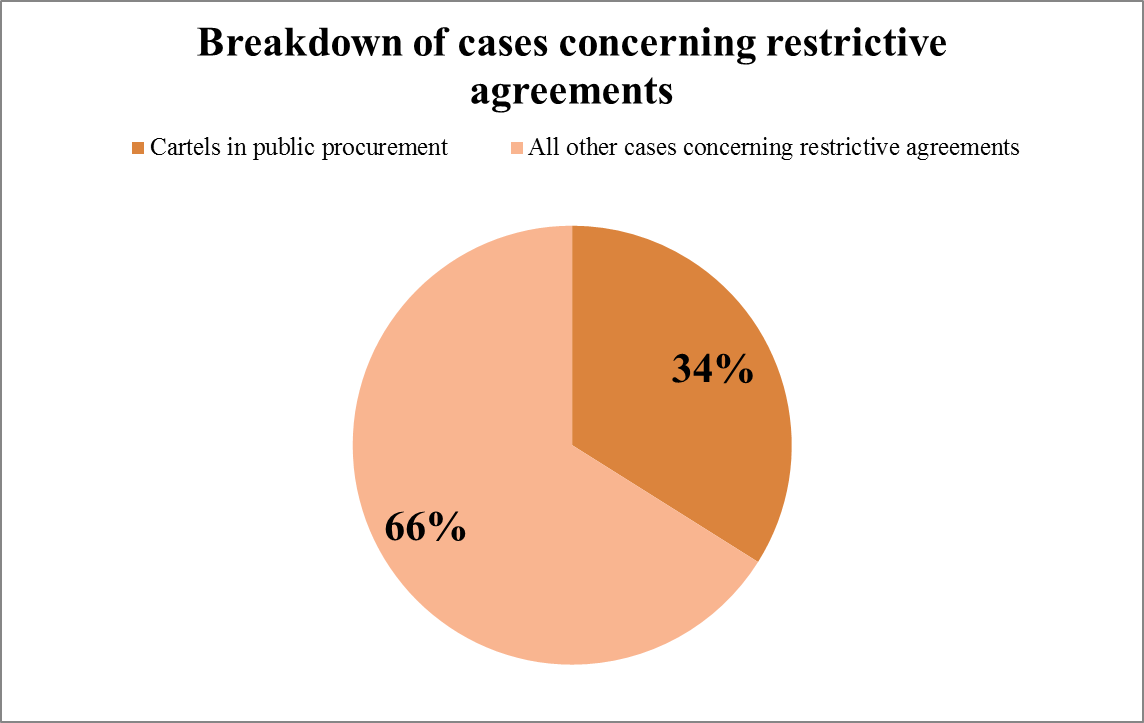 Breakdown of cases concerning restrictive
agreements
Cartels in public procurement
All other cases concerning restrictive agreements
34%
66%